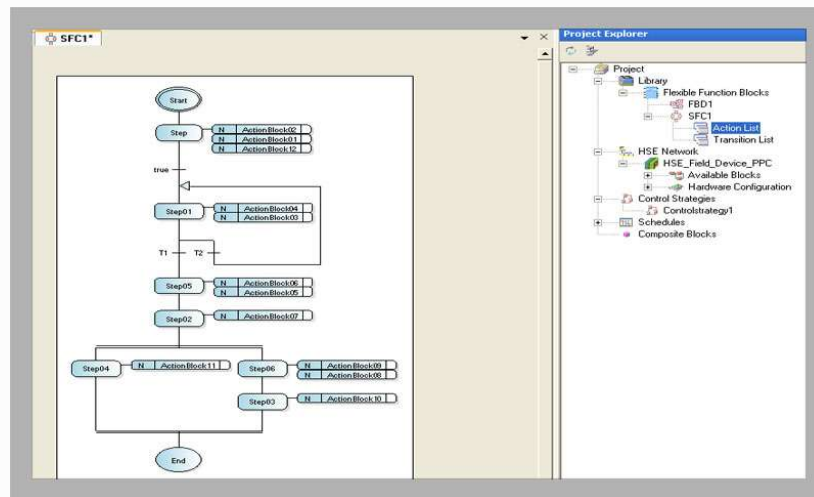 SFC1*
Start
Step
N ActionBlock02
N ActionBlock01
N ActionBlock12
true
Step01
N ActionBlock04
N ActionBlock03
T1
T2
Step05
N ActionBlock06
N ActionBlock05
Step02
N ActionBlock07
Step04
N ActionBlock11
Step06
N ActionBlock09
N ActionBlock08
Step03
N ActionBlock10
End
Project Explorer
Project
Library
Flexible Function Blocks
FBD1
SFC1
Action List
Transition List
HSE Network
HSE_Field_Device_PPC
Available Blocks
Hardware Configuration
Control Strategies
Controlstrategy1
Schedules
Composite Blocks